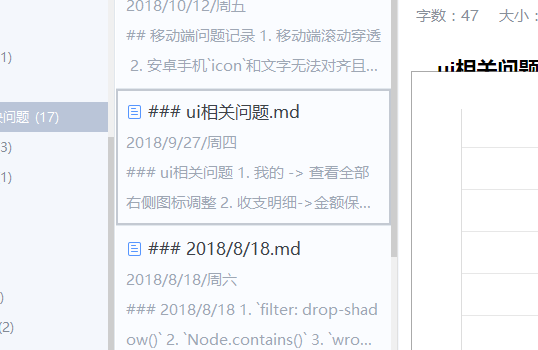 1)
问题 (17)
3)
1)
)
(2)
2018/10/12/周五
## 移动端问题记录 1. 移动端滚动穿透
2. 安卓手机`icon`和文字无法对齐且...
### ui相关问题.md
2018/9/27/周四
### ui相关问题 1. 我的 -> 查看全部
右侧图标调整 2. 收支明细->金额保...
### 2018/8/18.md
2018/8/18/周六
### 2018/8/18 1. `filter: drop-shad
ow()` 2. `Node.contains()` 3. `wro...
字数：47 大小：
ui相关问题